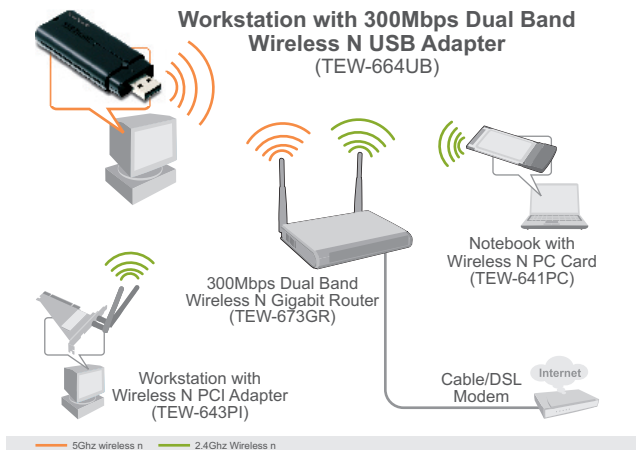 Workstation with 300Mbps Dual Band
Wireless N USB Adapter
(TEW-664UB)
Notebook with
Wireless N PC Card
(TEW-641PC)
300Mbps Dual Band
Wireless N Gigabit Router
(TEW-673GR)
Workstation with
Wireless N PCI Adapter
(TEW-643PI)
Cable/DSL
Modem
Internet
5Ghz wireless n
2.4Ghz Wireless n